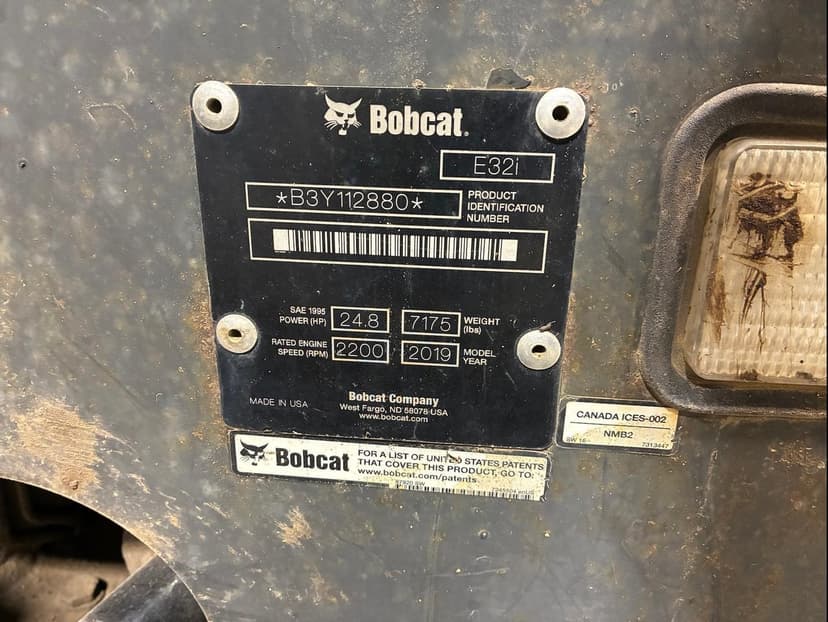 Bobcat.
E32i
*B3Y112880*
PRODUCT
IDENTIFICATION
NUMBER
SAE 1995
POWER (HP)
24.8
7175
WEIGHT
(lbs)
RATED ENGINE
SPEED (RPM)
2200
2019
MODEL
YEAR
MADE IN USA
Bobcat Company
West Fargo, ND 58078 USA
www.bobcat.com
CANADA ICES-002
NMB2
SW 16
7313447
Bobcat
FOR A LIST OF UNITED STATES PATENTS
THAT COVER THIS PRODUCT, GO TO:
www.bobcat.com/patents